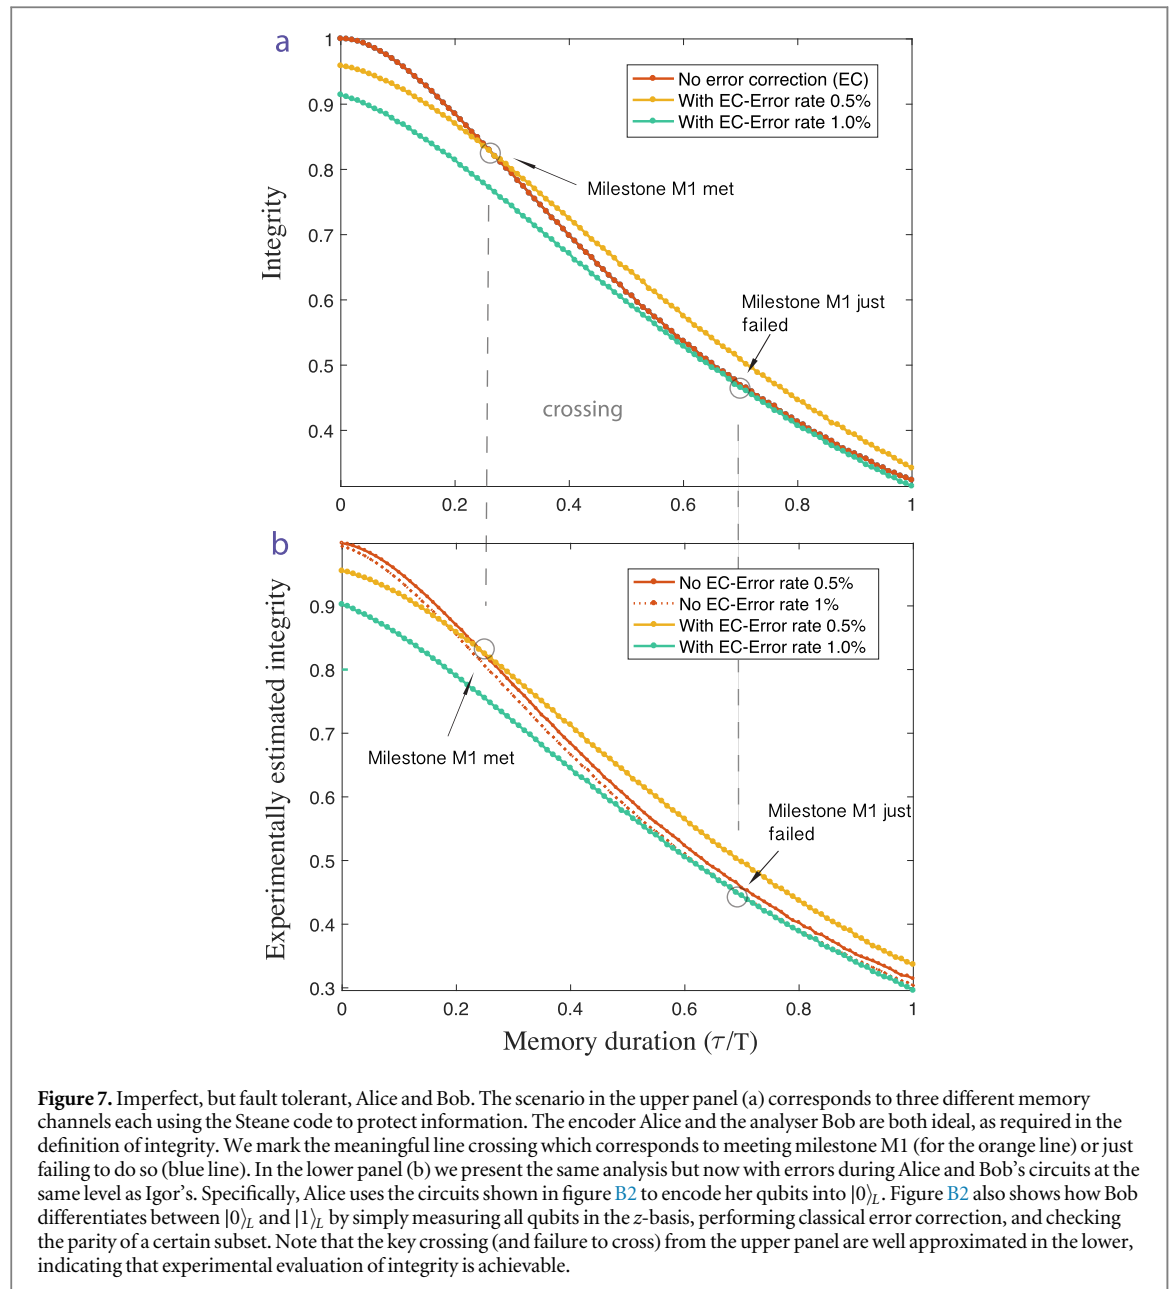 a
1
0.9
0.8
0.7
0.6
0.5
0.4
Integrity
No error correction (EC)
With EC-Error rate 0.5%
With EC-Error rate 1.0%
Milestone M1 met
Milestone M1 just
failed
crossing
0 0.2 0.4 0.6 0.8 1
b
0.9
0.8
0.7
0.6
0.5
0.4
0.3
Experimentally estimated integrity
No EC-Error rate 0.5%
No EC-Error rate 1%
With EC-Error rate 0.5%
With EC-Error rate 1.0%
Milestone M1 met
Milestone M1 just
failed
0 0.2 0.4 0.6 0.8 1
Memory duration (τ/T)
Figure 7. Imperfect, but fault tolerant, Alice and Bob. The scenario in the upper panel (a) corresponds to three different memory
channels each using the Steane code to protect information. The encoder Alice and the analyser Bob are both ideal, as required in the
definition of integrity. We mark the meaningful line crossing which corresponds to meeting milestone M1 (for the orange line) or just
failing to do so (blue line). In the lower panel (b) we present the same analysis but now with errors during Alice and Bob's circuits at the
same level as Igor's. Specifically, Alice uses the circuits shown in figure B2 to encode her qubits into |0⟩L. Figure B2 also shows how Bob
differentiates between |0⟩L and |1⟩L by simply measuring all qubits in the z-basis, performing classical error correction, and checking
the parity of a certain subset. Note that the key crossing (and failure to cross) from the upper panel are well approximated in the lower,
indicating that experimental evaluation of integrity is achievable.